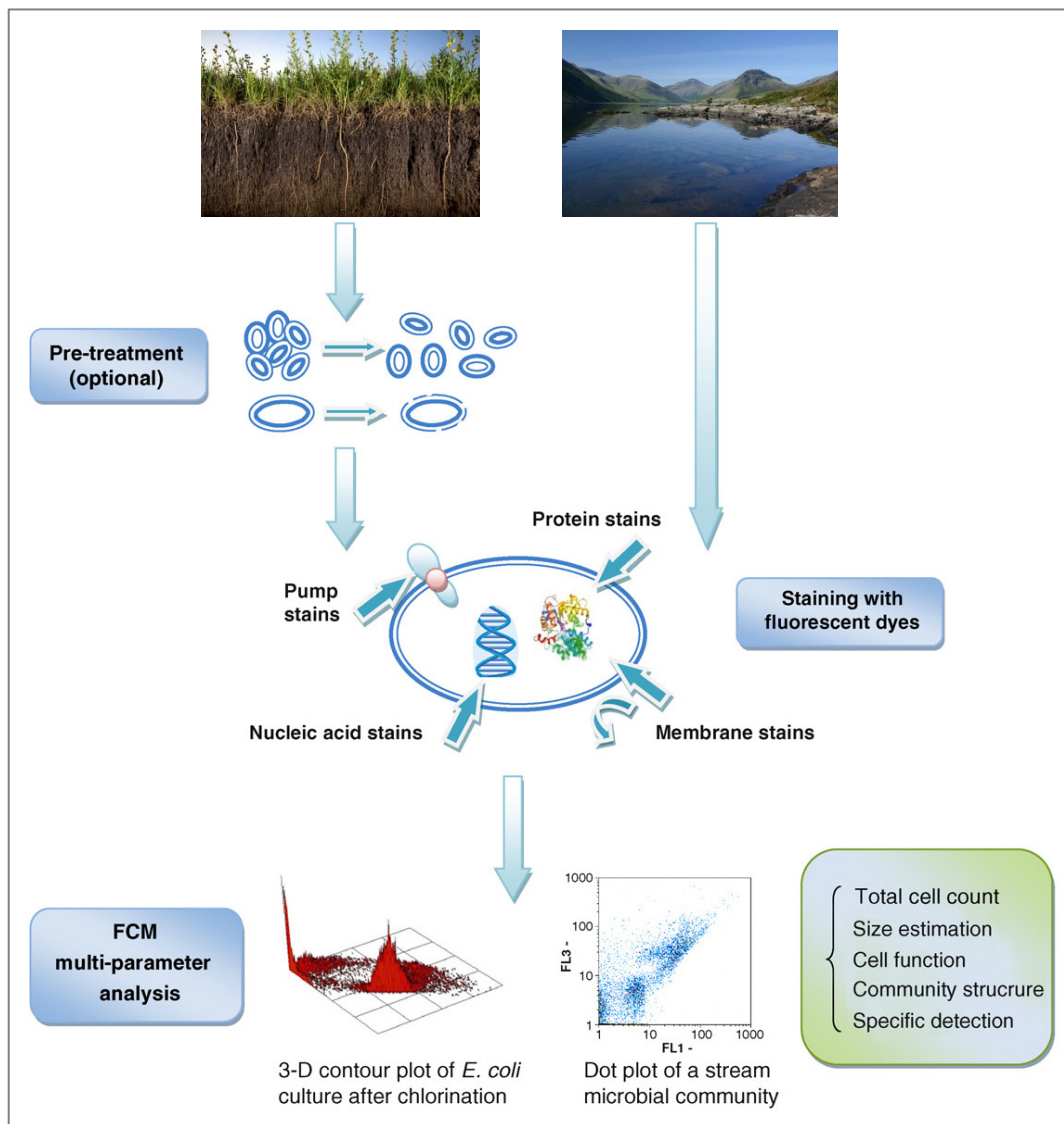 Pre-treatment
(optional)
Protein stains
Pump
stains
Staining with
fluorescent dyes
Nucleic acid stains
Membrane stains
FCM
multi-parameter
analysis
1000
100
10
1
FL3 -
1
10
100
1000
FL1 -
Total cell count
Size estimation
Cell function
Community strucrure
Specific detection
3-D contour plot of E. coli
culture after chlorination
Dot plot of a stream
microbial community